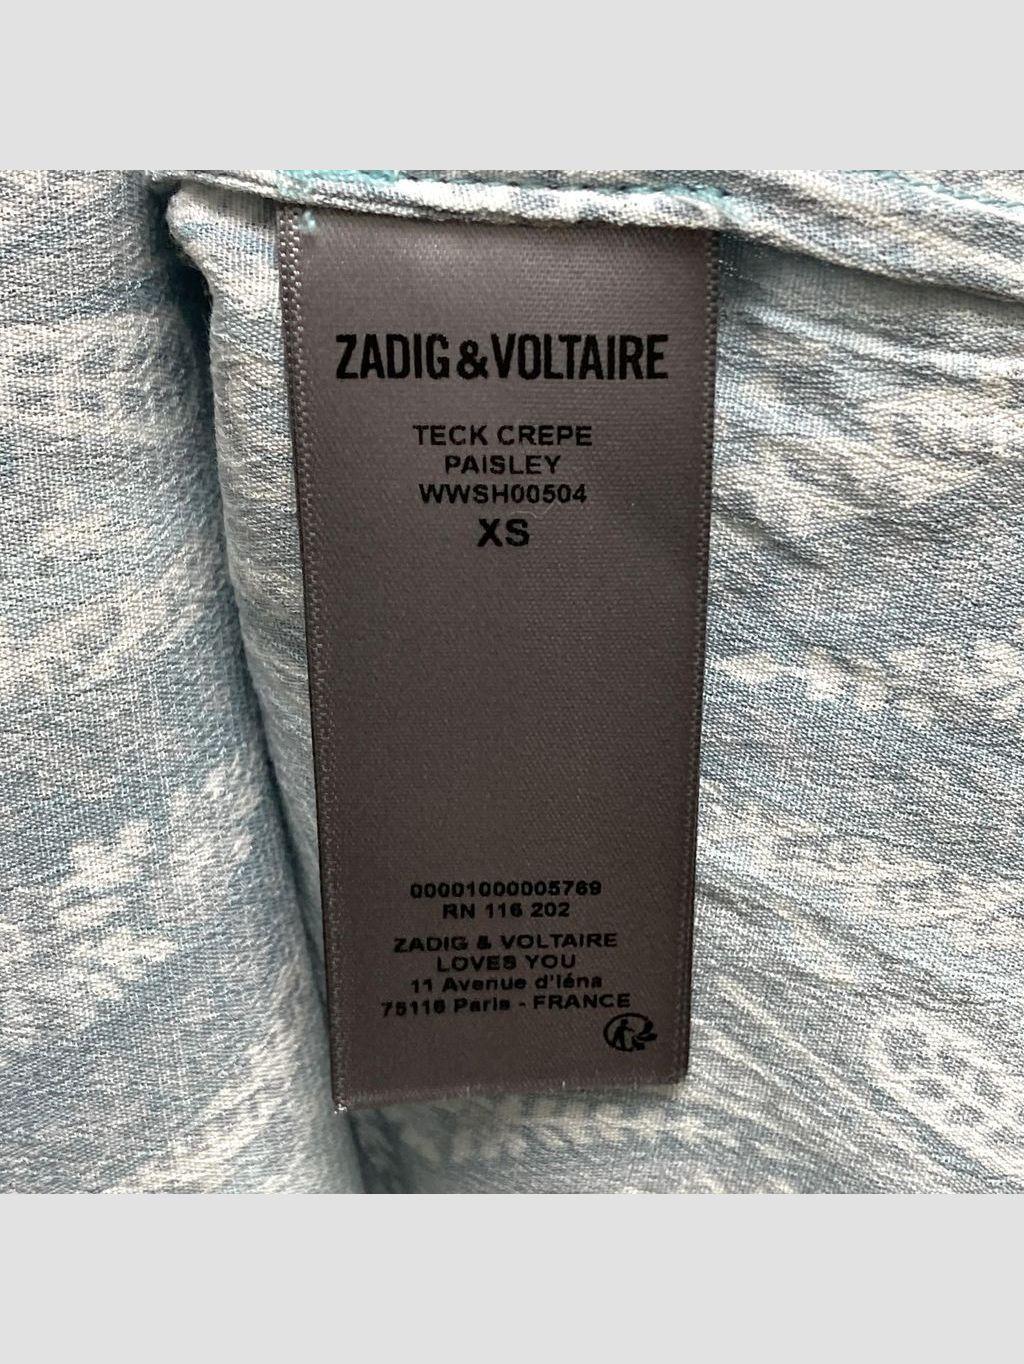 ZADIG & VOLTAIRE
TECK CREPE
PAISLEY
WWSH00504
XS
00001000005769
RN 116 202
ZADIG & VOLTAIRE
LOVES YOU
11 Avenue d'Iéna
75116 Paris - FRANCE